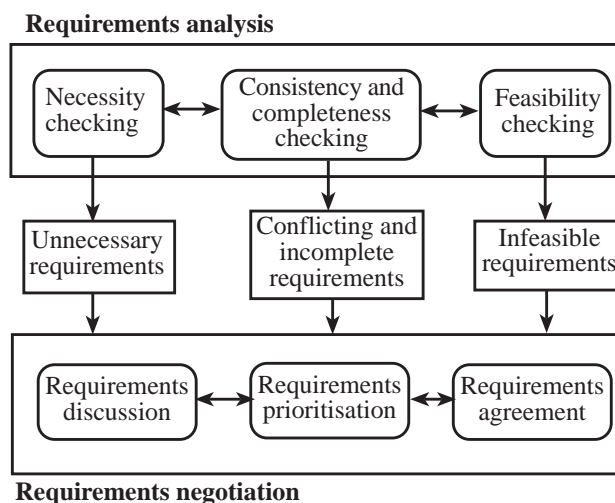 Requirements analysis
Necessity
checking
Consistency and
completeness
checking
Feasibility
checking
Unnecessary
requirements
Conflicting and
incomplete
requirements
Infeasible
requirements
Requirements
discussion
Requirements
prioritisation
Requirements
agreement
Requirements negotiation